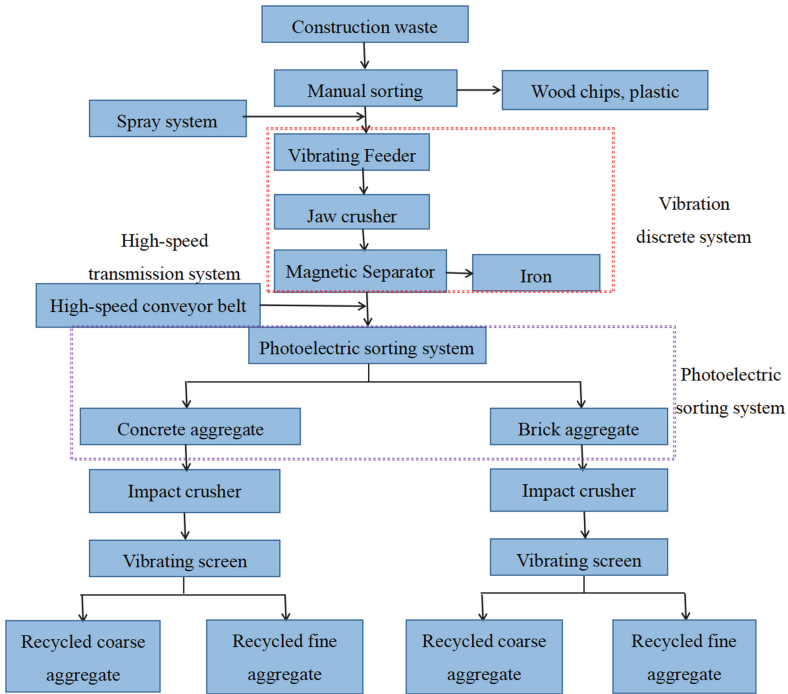 Construction waste
Manual sorting
Wood chips, plastic
Spray system
Vibrating Feeder
Jaw crusher
Vibration
discrete system
High-speed
transmission system
Magnetic Separator
Iron
High-speed conveyor belt
Photoelectric sorting system
Photoelectric
sorting system
Concrete aggregate
Brick aggregate
Impact crusher
Impact crusher
Vibrating screen
Vibrating screen
Recycled coarse
aggregate
Recycled fine
aggregate
Recycled coarse
aggregate
Recycled fine
aggregate